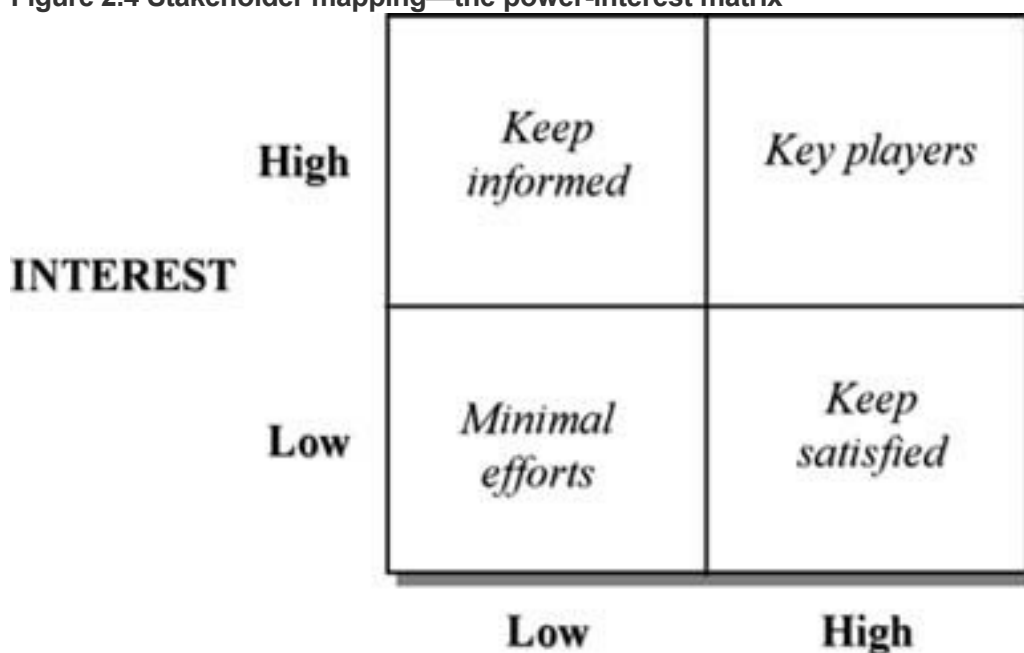 Figure 2.4 Stakeholder mapping—the power-interest matrix
High
Keep
informed
Key players
INTEREST
Low
Minimal
efforts
Keep
satisfied
Low
High